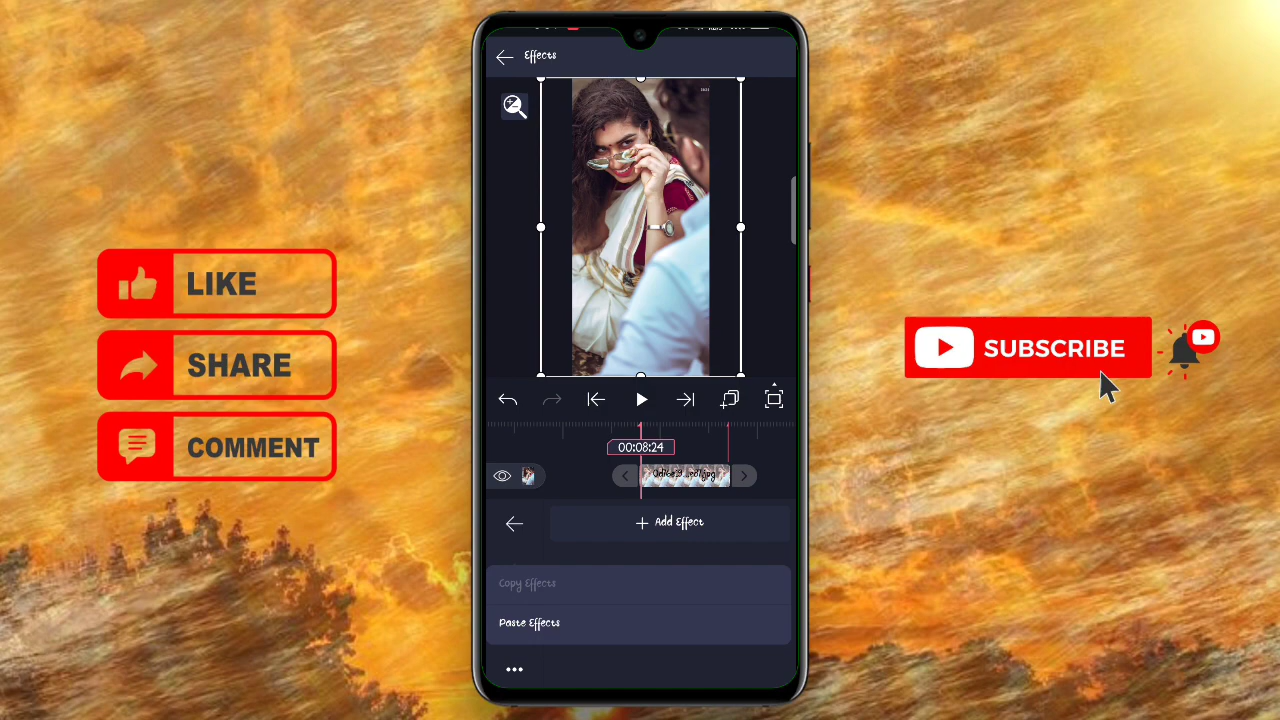 Effects
LIKE
SHARE
COMMENT
SUBSCRIBE
00:08:24
Add Effect
Copy Effects
Paste Effects